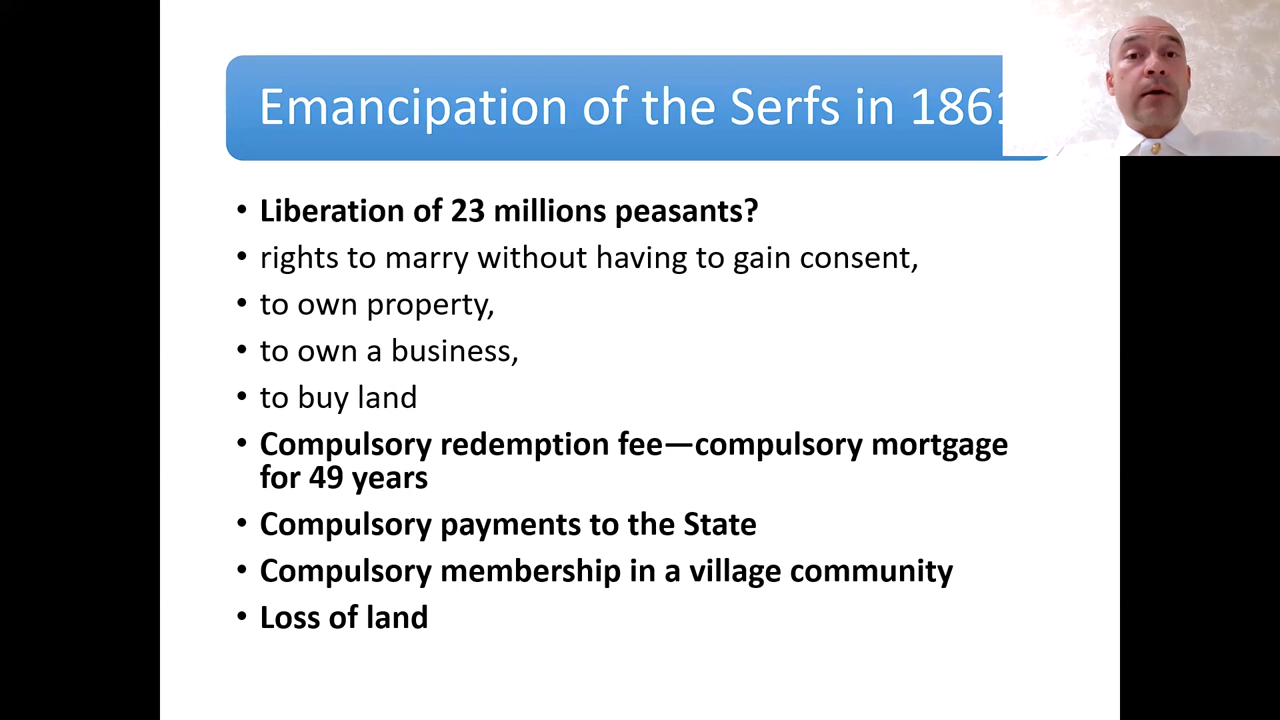 Emancipation of the Serfs in 1861
• Liberation of 23 millions peasants?
• rights to marry without having to gain consent,
• to own property,
• to own a business,
• to buy land
• Compulsory redemption fee—compulsory mortgage
for 49 years
• Compulsory payments to the State
• Compulsory membership in a village community
• Loss of land